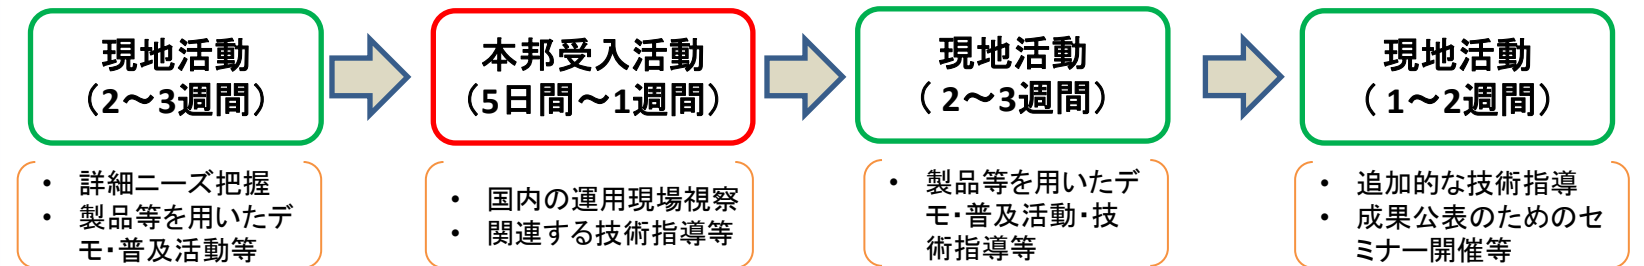 現地活動
（2～3週間）
• 詳細ニーズ把握
• 製品等を用いたデ
モ・普及活動等
本邦受入活動
（5日間～1週間）
• 国内の運用現場視察
• 関連する技術指導等
現地活動
（ 2～3週間）
• 製品等を用いたデ
モ・普及活動・技
術指導等
現地活動
（ 1～2週間）
• 追加的な技術指導
• 成果公表のためのセ
ミナー開催等